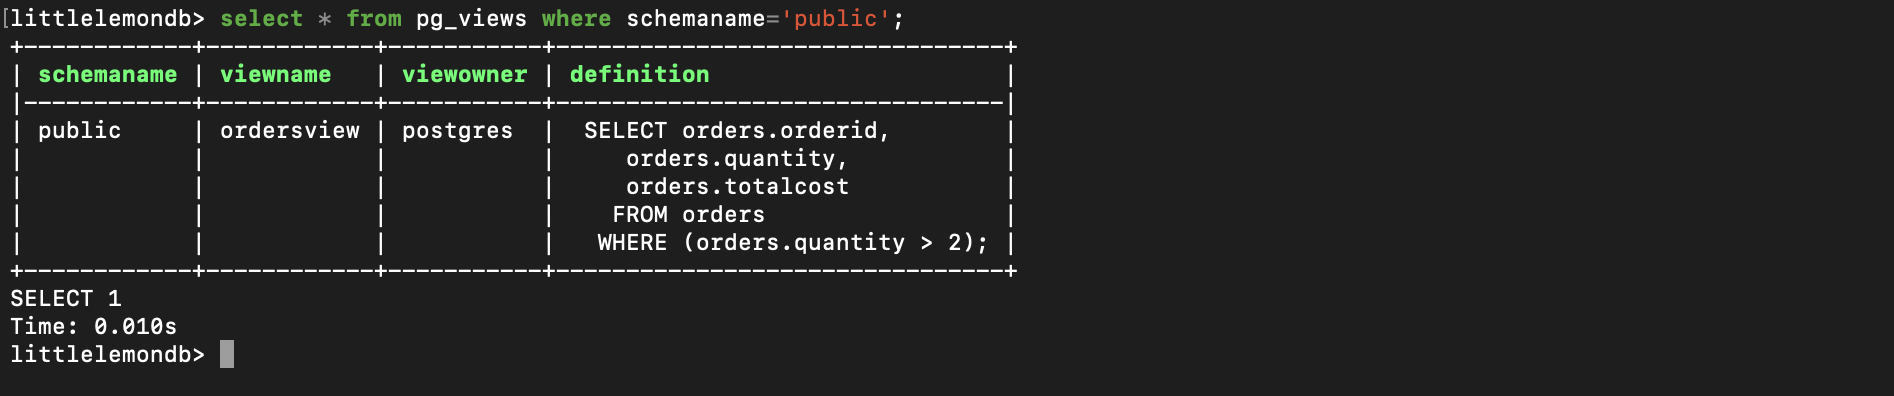 [littlelemondb> select * from pg_views where schemaname='public';
+------------+------------+-----------+--------------------------------+
| schemaname | viewname   | viewowner | definition                     |
|------------+------------+-----------+--------------------------------|
| public     | ordersview | postgres  |  SELECT orders.orderid,        |
|            |            |           |     orders.quantity,           |
|            |            |           |     orders.totalcost           |
|            |            |           |    FROM orders                 |
|            |            |           |   WHERE (orders.quantity > 2); |
+------------+------------+-----------+--------------------------------+
SELECT 1
Time: 0.010s
littlelemondb>